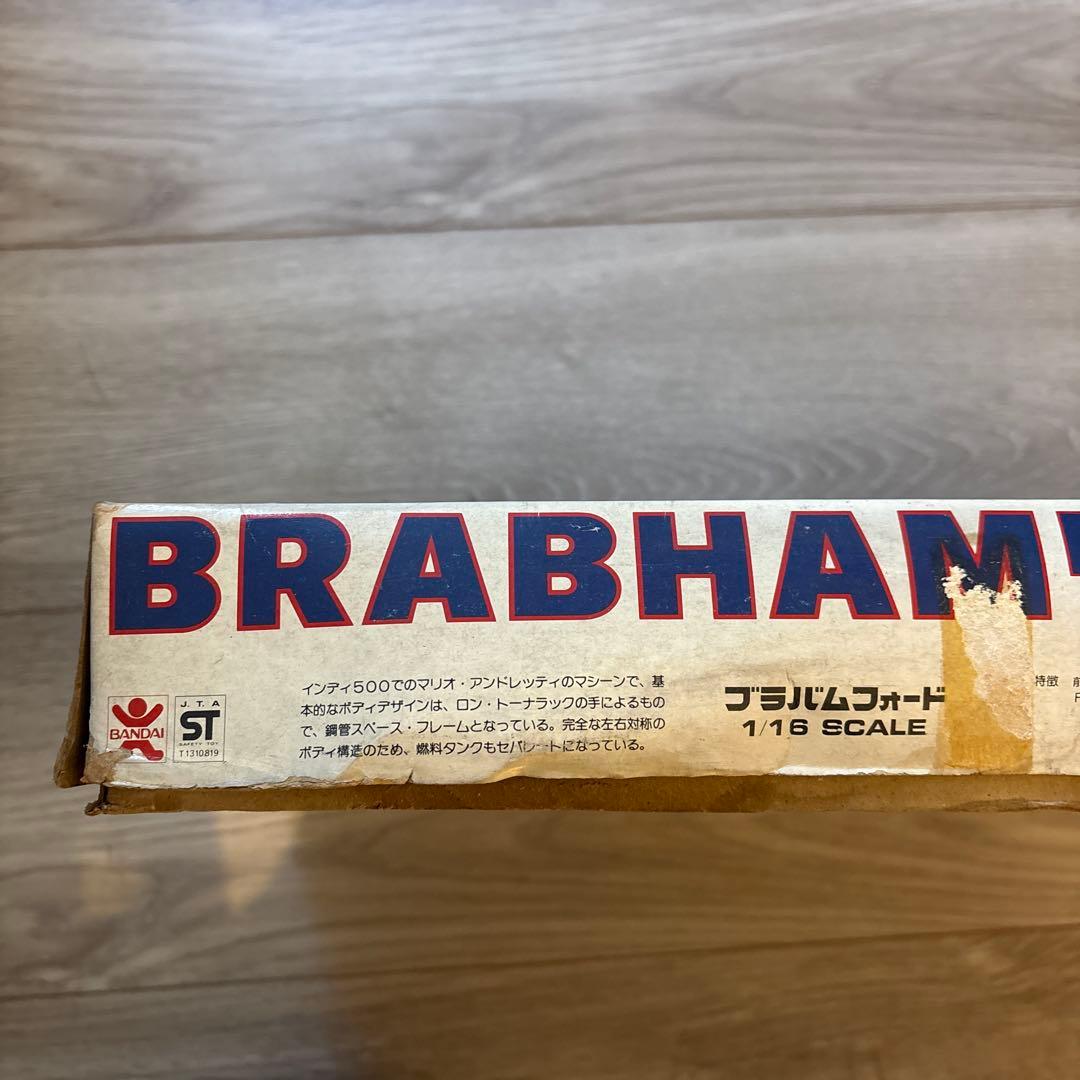 BRABHAM'
BANDAI
J.T.A
ST
SAFETY TOY
T1310819
インディ500でのマリオ・アンドレッティのマシーンで、基
本的なボディデザインは、ロン・トーナラックの手によるもの
で、鋼管スペース・フレームとなっている。完全な左右対称の
ボディ構造のため、燃料タンクもセパレートになっている。
ブラバムフォード
1/16 SCALE
特徴
F